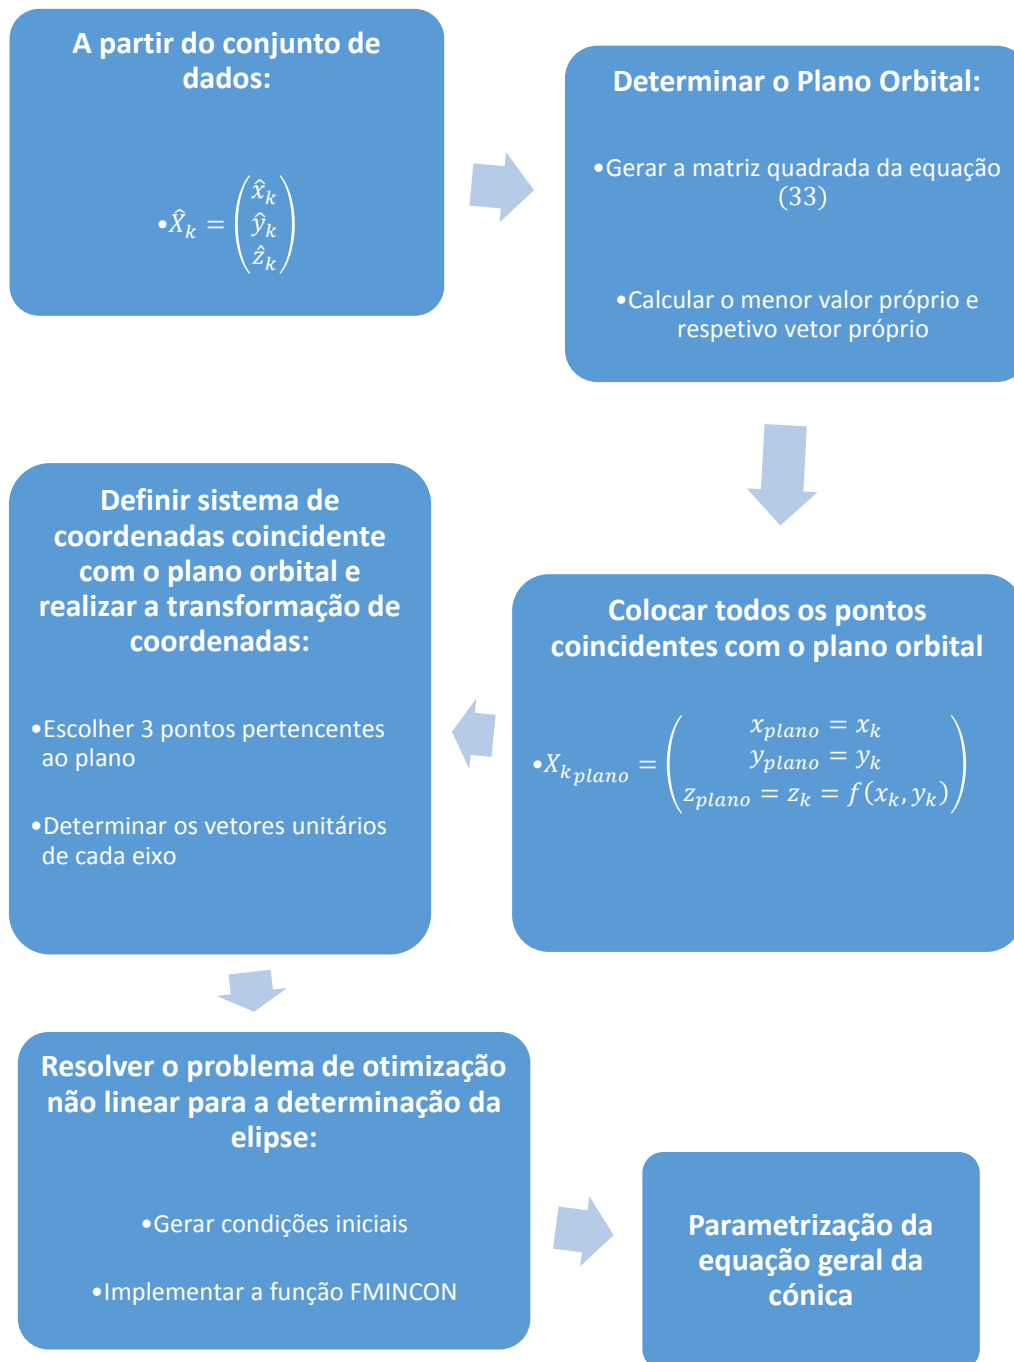 A partir do conjunto de
dados:
•X̂ₖ = (x̂ₖ
ŷₖ
ẑₖ)
Determinar o Plano Orbital:
•Gerar a matriz quadrada da equação
(33)
•Calcular o menor valor próprio e
respetivo vetor próprio
Colocar todos os pontos
coincidentes com o plano orbital
x_plano = xₖ
y_plano = yₖ
•X_k_plano = (z_plano = zₖ = f(xₖ, yₖ))
Definir sistema de
coordenadas coincidente
com o plano orbital e
realizar a transformação de
coordenadas:
•Escolher 3 pontos pertencentes
ao plano
•Determinar os vetores unitários
de cada eixo
Resolver o problema de otimização
não linear para a determinação da
elipse:
•Gerar condições iniciais
•Implementar a função FMINCON
Parametrização da
equação geral da
cónica